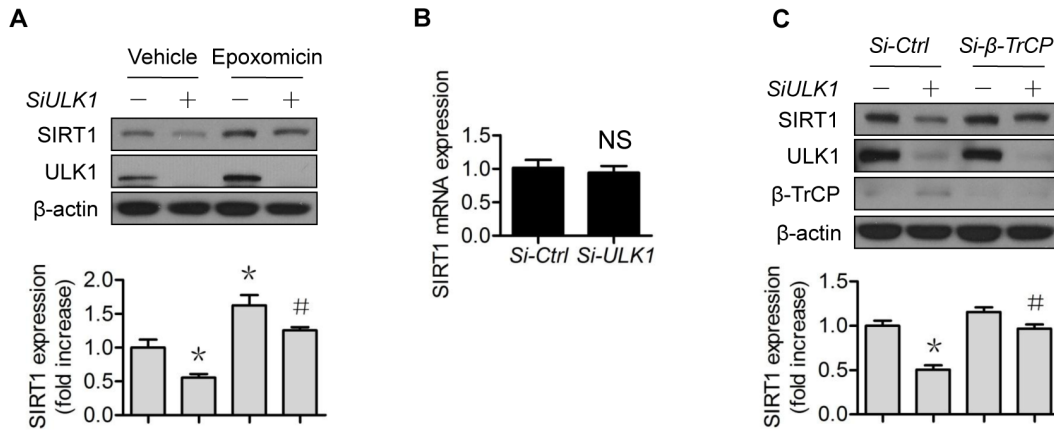 A
Vehicle Epoxomicin
SiULK1 – + – +
SIRT1
ULK1
β-actin
SIRT1 expression
(fold increase)
2.0
1.5
1.0
0.5
0.0
* * #
B
SIRT1 mRNA expression
1.5
1.0
0.5
0.0
NS
Si-Ctrl Si-ULK1
C
Si-Ctrl Si-β-TrCP
SiULK1 – + – +
SIRT1
ULK1
β-TrCP
β-actin
SIRT1 expression
(fold increase)
1.5
1.0
0.5
0.0
* #